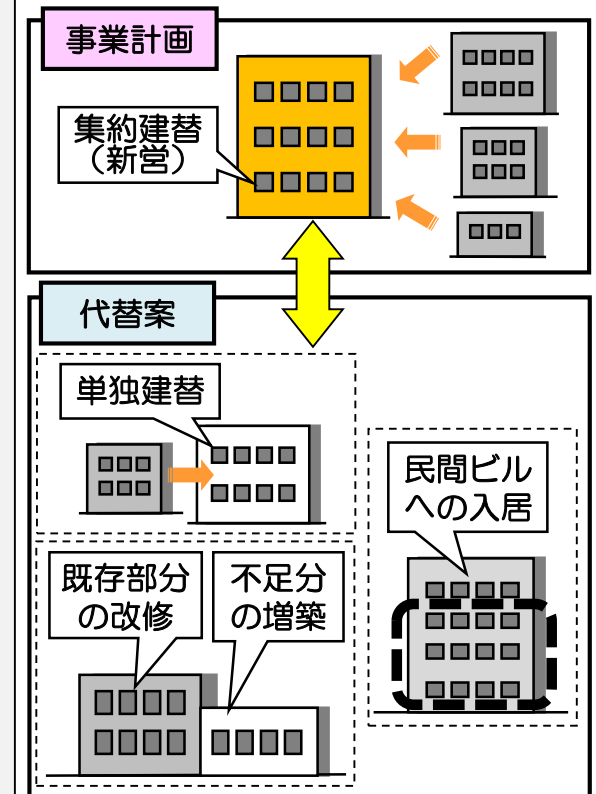 事業計画
集約建替
（新営）
代替案
単独建替
民間ビル
への入居
既存部分
の改修
不足分
の増築